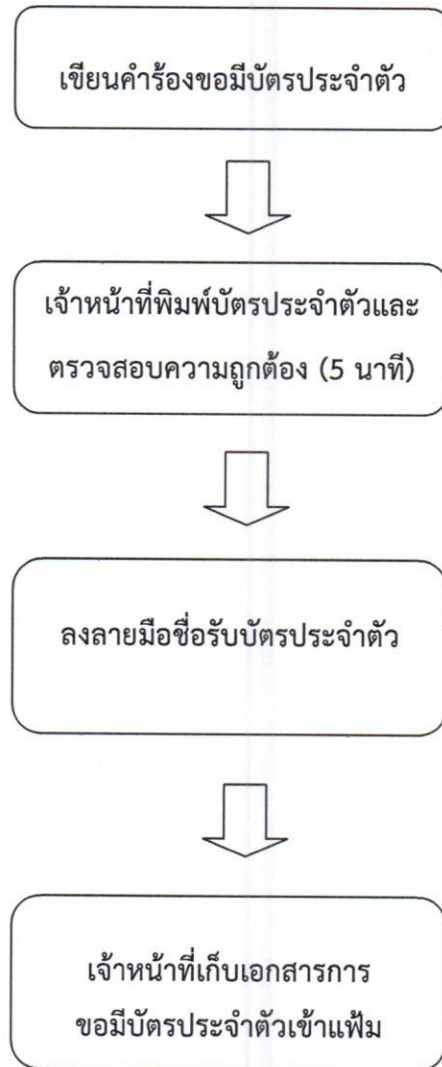 เขียนคำร้องขอมีบัตรประจำตัว
เจ้าหน้าที่พิมพ์บัตรประจำตัวและ
ตรวจสอบความถูกต้อง (5 นาที)
ลงลายมือชื่อรับบัตรประจำตัว
เจ้าหน้าที่เก็บเอกสารการ
ขอมีบัตรประจำตัวเข้าแฟ้ม